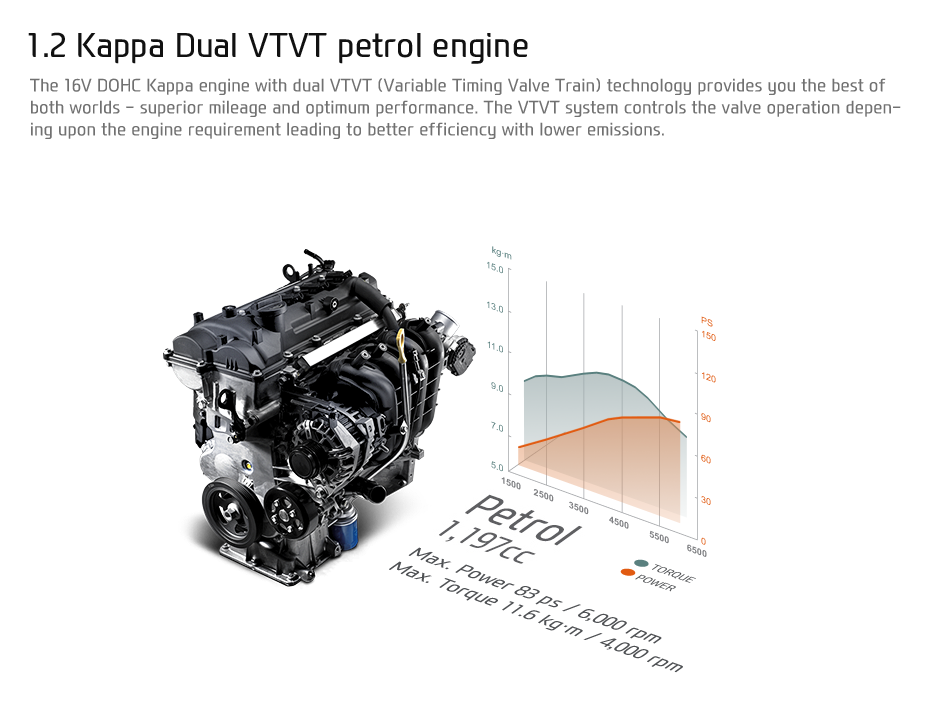 1.2 Kappa Dual VTVT petrol engine
The 16V DOHC Kappa engine with dual VTVT (Variable Timing Valve Train) technology provides you the best of
both worlds - superior mileage and optimum performance. The VTVT system controls the valve operation depen-
ing upon the engine requirement leading to better efficiency with lower emissions.
kg·m
15.0
13.0
11.0
9.0
7.0
5.0
PS
150
120
90
60
30
0
1500
2500
3500
4500
5500
6500
Petrol
1,197cc
TORQUE
POWER
Max. Power 83 ps / 6,000 rpm
Max. Torque 11.6 kg·m / 4,000 rpm